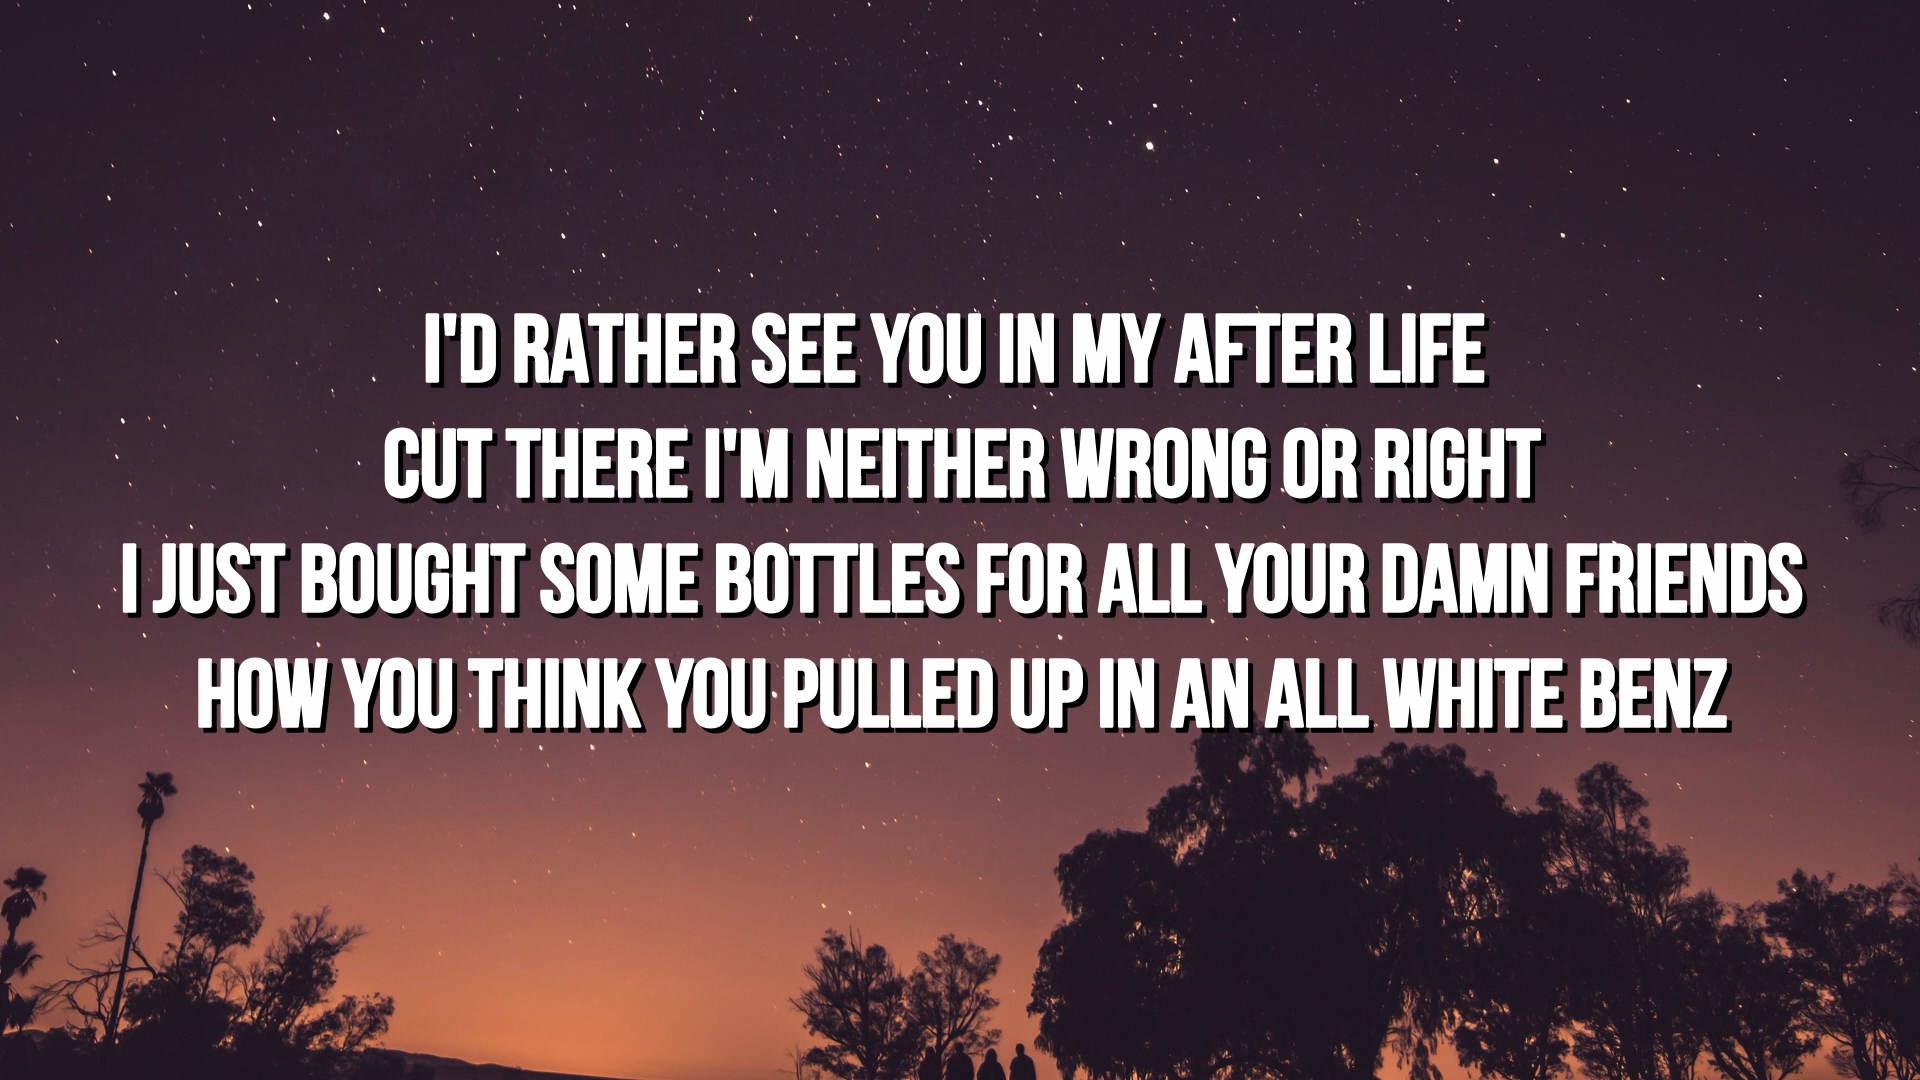 I'D RATHER SEE YOU IN MY AFTER LIFE
CUT THERE I'M NEITHER WRONG OR RIGHT
I JUST BOUGHT SOME BOTTLES FOR ALL YOUR DAMN FRIENDS
HOW YOU THINK YOU PULLED UP IN AN ALL WHITE BENZ